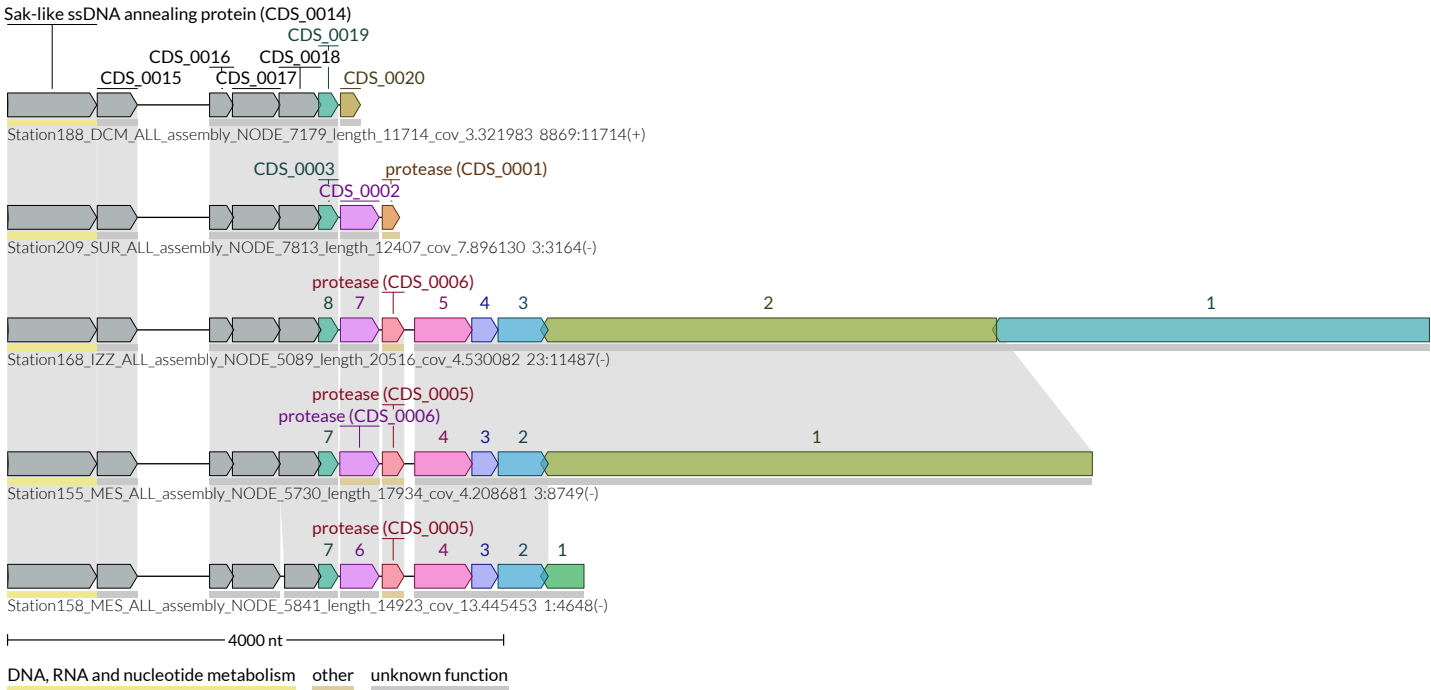 Sak-like ssDNA annealing protein (CDS_0014)
CDS_0019
CDS_0016 CDS_0018
CDS_0015 CDS_0017 CDS_0020
Station188_DCM_ALL_assembly_NODE_7179_length_11714_cov_3.321983 8869:11714(+)
CDS_0003 protease (CDS_0001)
CDS_0002
Station209_SUR_ALL_assembly_NODE_7813_length_12407_cov_7.896130 3:3164(-)
protease (CDS_0006)
8 7 5 4 3 2 1
Station168_IZZ_ALL_assembly_NODE_5089_length_20516_cov_4.530082 23:11487(-)
protease (CDS_0005)
protease (CDS_0006)
7 4 3 2 1
Station155_MES_ALL_assembly_NODE_5730_length_17934_cov_4.208681 3:8749(-)
protease (CDS_0005)
7 6 4 3 2 1
Station158_MES_ALL_assembly_NODE_5841_length_14923_cov_13.445453 1:4648(-)
4000 nt
DNA, RNA and nucleotide metabolism other unknown function